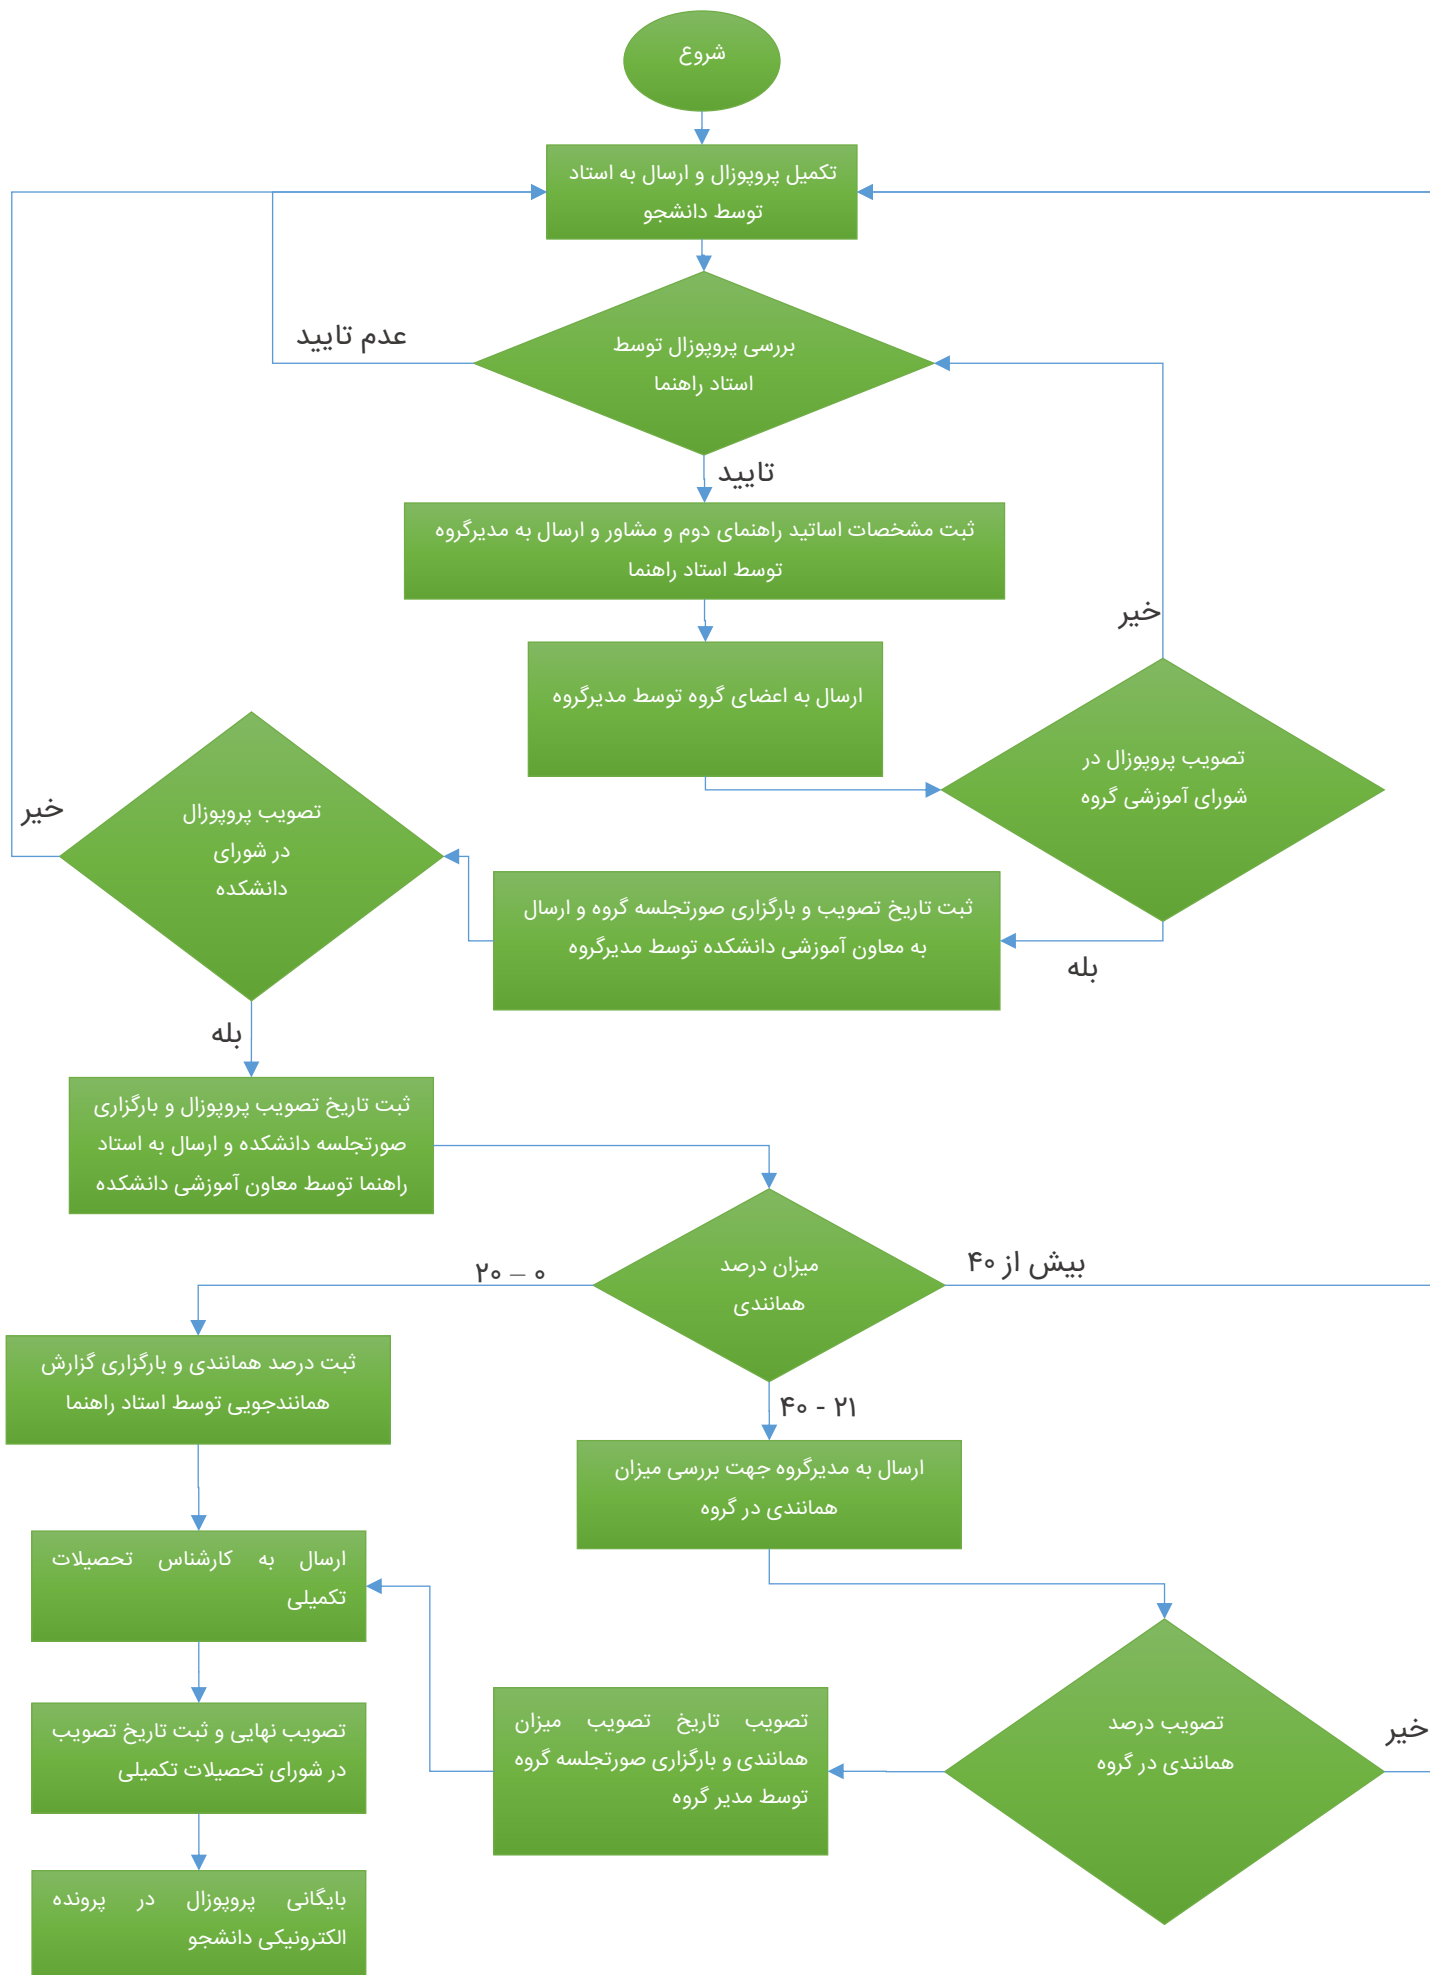 شروع
تکمیل پروپوزال و ارسال به استاد
توسط دانشجو
بررسی پروپوزال توسط
استاد راهنما
عدم تایید
تایید
ثبت مشخصات اساتید راهنمای دوم و مشاور و ارسال به مدیرگروه
توسط استاد راهنما
ارسال به اعضای گروه توسط مدیرگروه
خیر
تصویب پروپوزال در
شورای آموزشی گروه
بله
ثبت تاریخ تصویب و بارگزاری صورتجلسه گروه و ارسال
به معاون آموزشی دانشکده توسط مدیرگروه
تصویب پروپوزال
در شورای
دانشکده
خیر
بله
ثبت تاریخ تصویب پروپوزال و بارگزاری
صورتجلسه دانشکده و ارسال به استاد
راهنما توسط معاون آموزشی دانشکده
میزان درصد
همانندی
بیش از ۴۰
۰ – ۲۰
۲۱ - ۴۰
ثبت درصد همانندی و بارگزاری گزارش
همانندجویی توسط استاد راهنما
ارسال به مدیرگروه جهت بررسی میزان
همانندی در گروه
ارسال به کارشناس تحصیلات
تکمیلی
تصویب درصد
همانندی در گروه
خیر
تصویب تاریخ تصویب میزان
همانندی و بارگزاری صورتجلسه گروه
توسط مدیر گروه
تصویب نهایی و ثبت تاریخ تصویب
در شورای تحصیلات تکمیلی
بایگانی پروپوزال در پرونده
الکترونیکی دانشجو